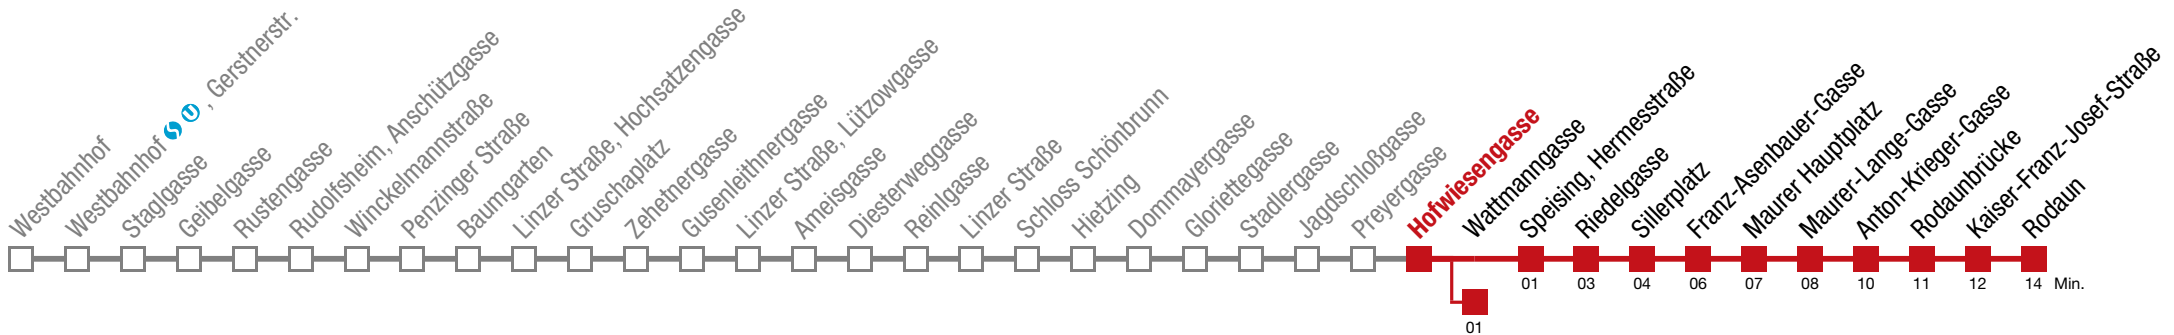 Westbahnhof
Westbahnhof S U, Gerstnerstr.
Staglgasse
Geibelgasse
Rustengasse
Rudolfsheim, Anschützgasse
Winckelmannstraße
Penzinger Straße
Baumgarten
Linzer Straße, Hochsatzengasse
Gruschaplatz
Zehetnergasse
Gusenleithnergasse
Linzer Straße, Lützowgasse
Ameisgasse
Diesterweggasse
Reinlgasse
Linzer Straße
Schloss Schönbrunn
Hietzing
Dommayergasse
Gloriettegasse
Stadlergasse
Jagdschloßgasse
Preyergasse
Hofwiesengasse
Wattmanngasse
Speising, Hermesstraße
Riedelgasse
Sillerplatz
Franz-Asenbauer-Gasse
Maurer Hauptplatz
Maurer-Lange-Gasse
Anton-Krieger-Gasse
Rodaunbrücke
Kaiser-Franz-Josef-Straße
Rodaun
01 03 04 06 07 08 10 11 12 14 Min.
01